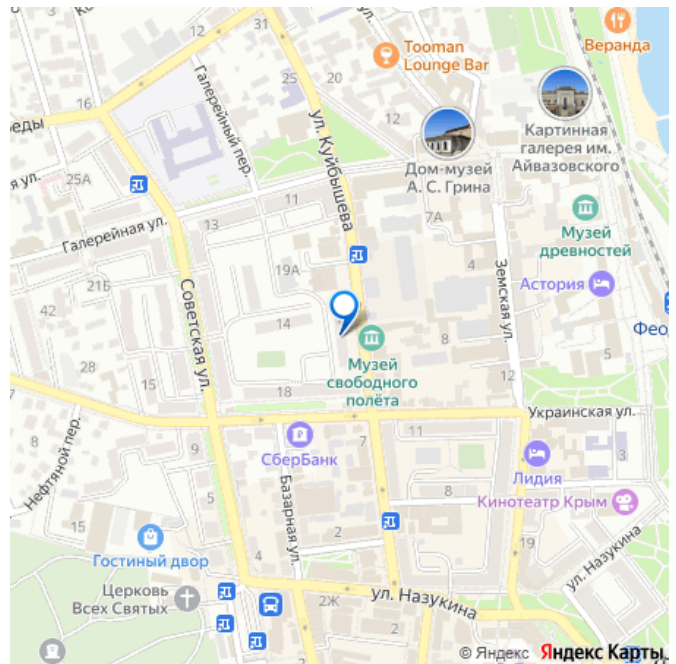 Tooman
Lounge Bar
Веранда
Картинная
галерея им.
Айвазовского
Дом-музей
А. С. Грина
Музей
древностей
Астория
Музей
свободного
полёта
СберБанк
Лидия
Кинотеатр Крым
Гостиный двор
Церковь
Всех Святых
ул. Куйбышева
Галерейный пер.
Галерейная ул.
Советская ул.
Земская ул.
Украинская ул.
Нефтяной пер.
Базарная ул.
ул. Назукина
ул. Назукина
еды
я ул.
Фео
31
25
20
16
25А
13
11
7А
19А
4
21Б
42
14
28
15
8
5
12
18
8
9
7
11
3
5
8
2
4
19
2Ж
© Яндекс Яндекс Карты